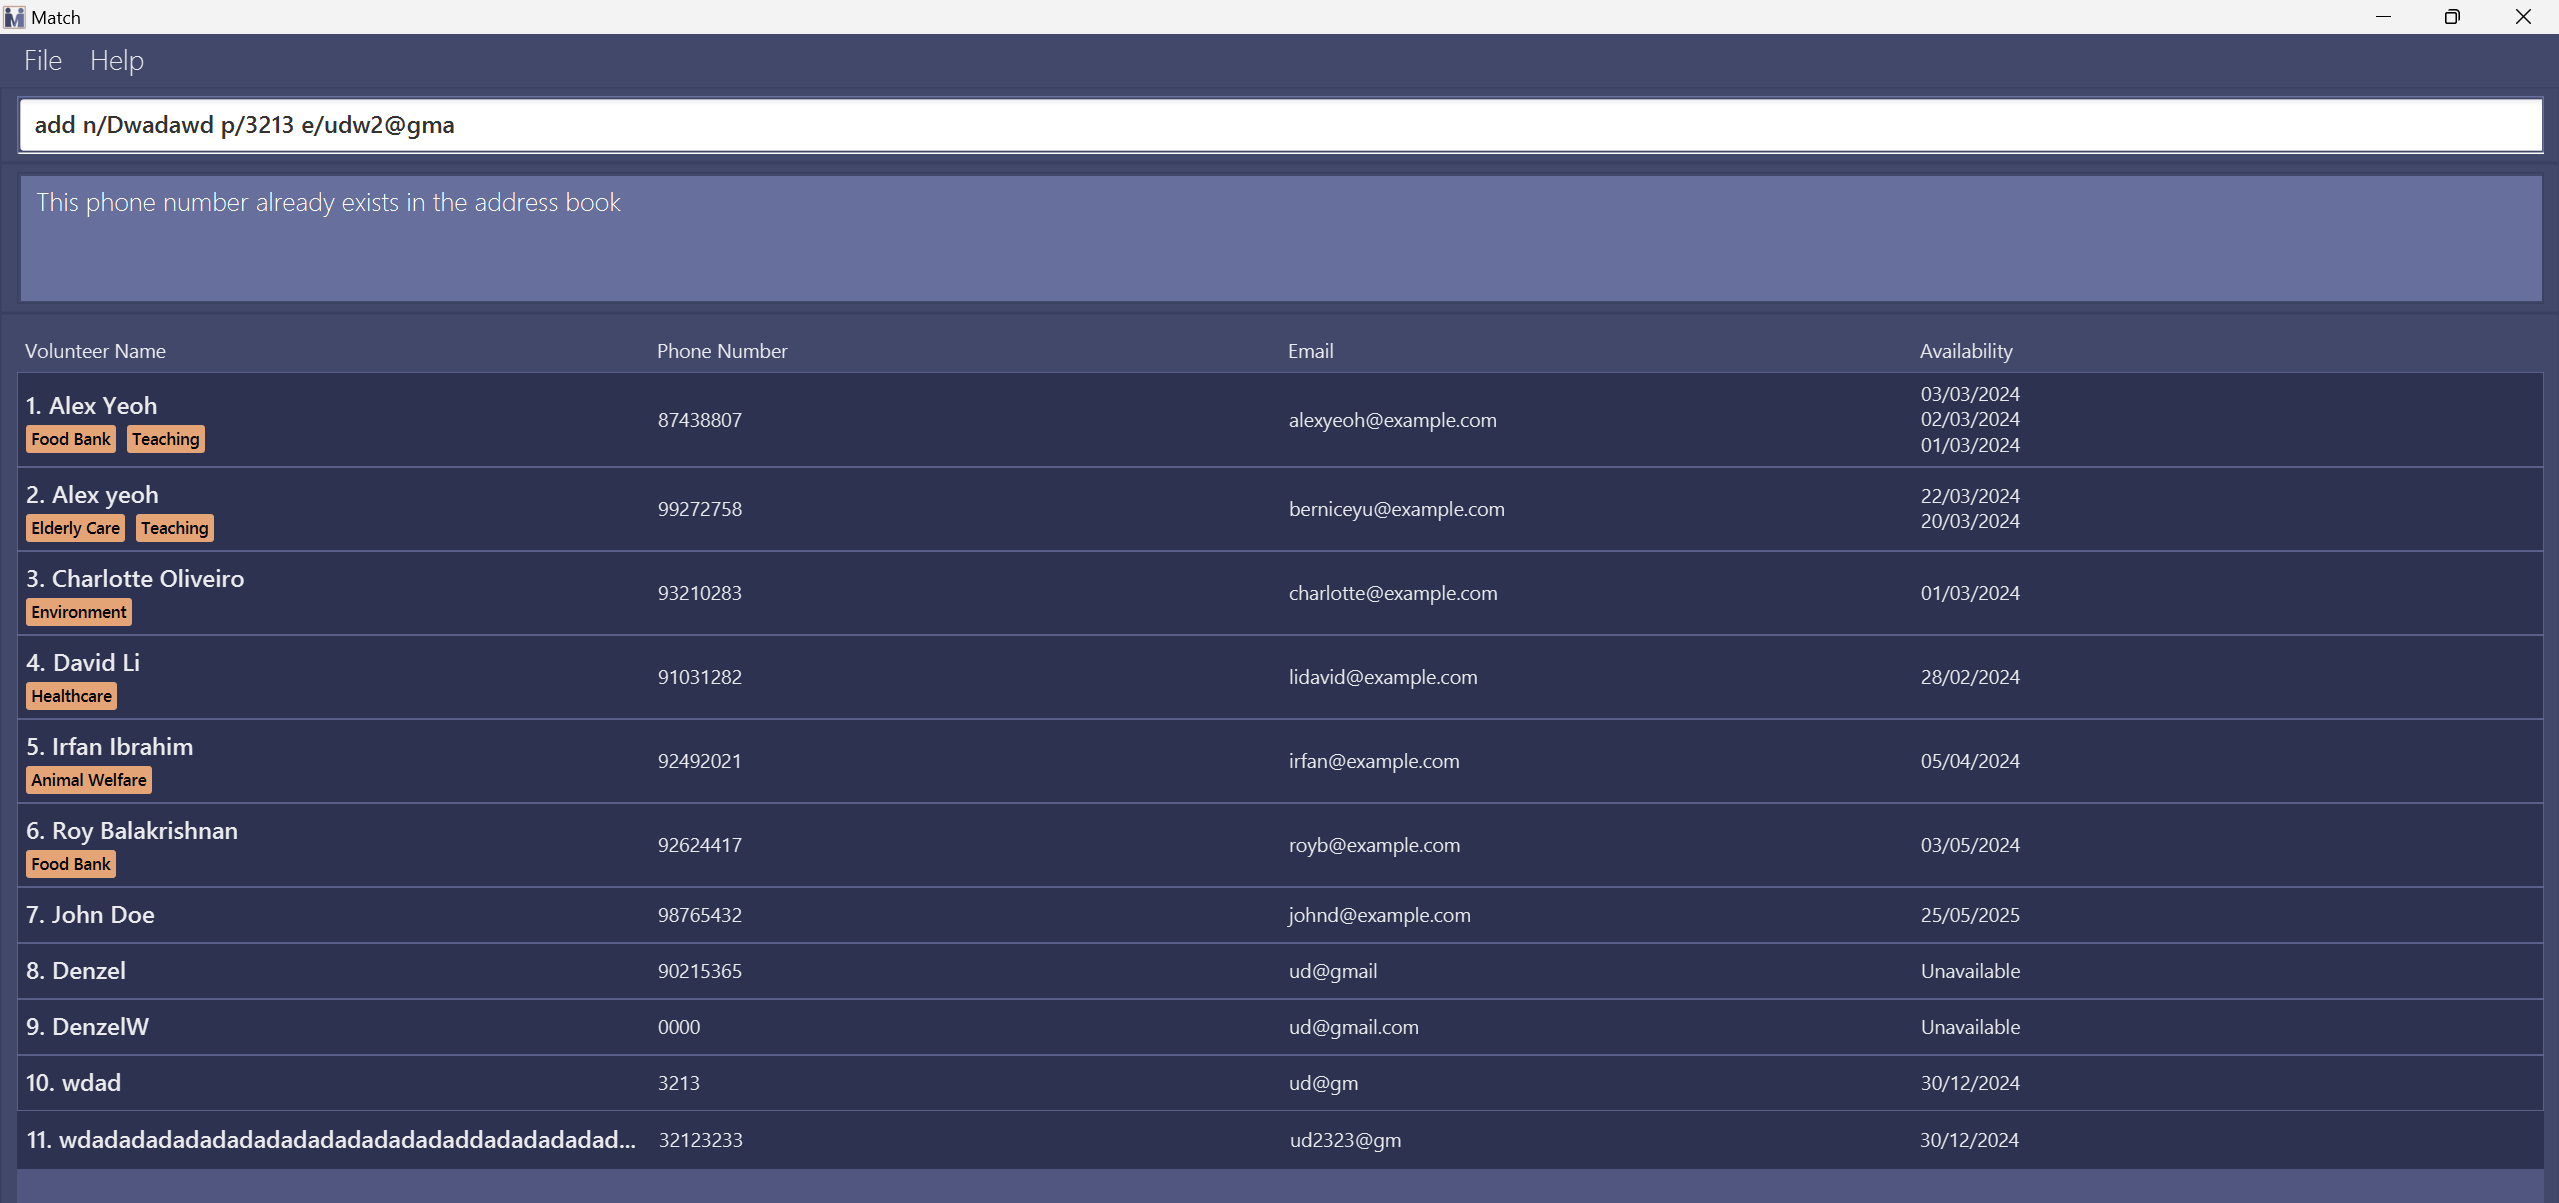 Match
File Help
add n/Dwadawd p/3213 e/udw2@gma
This phone number already exists in the address book
Volunteer Name Phone Number Email Availability
1. Alex Yeoh
Food Bank Teaching
87438807
alexyeoh@example.com
03/03/2024
02/03/2024
01/03/2024
2. Alex yeoh
Elderly Care Teaching
99272758
berniceyu@example.com
22/03/2024
20/03/2024
3. Charlotte Oliveiro
Environment
93210283
charlotte@example.com
01/03/2024
4. David Li
Healthcare
91031282
lidavid@example.com
28/02/2024
5. Irfan Ibrahim
Animal Welfare
92492021
irfan@example.com
05/04/2024
6. Roy Balakrishnan
Food Bank
92624417
royb@example.com
03/05/2024
7. John Doe 98765432 johnd@example.com 25/05/2025
8. Denzel 90215365 ud@gmail Unavailable
9. DenzelW 0000 ud@gmail.com Unavailable
10. wdad 3213 ud@gm 30/12/2024
11. wdadadadadadadadadadadadadaddadadadadad... 32123233 ud2323@gm 30/12/2024